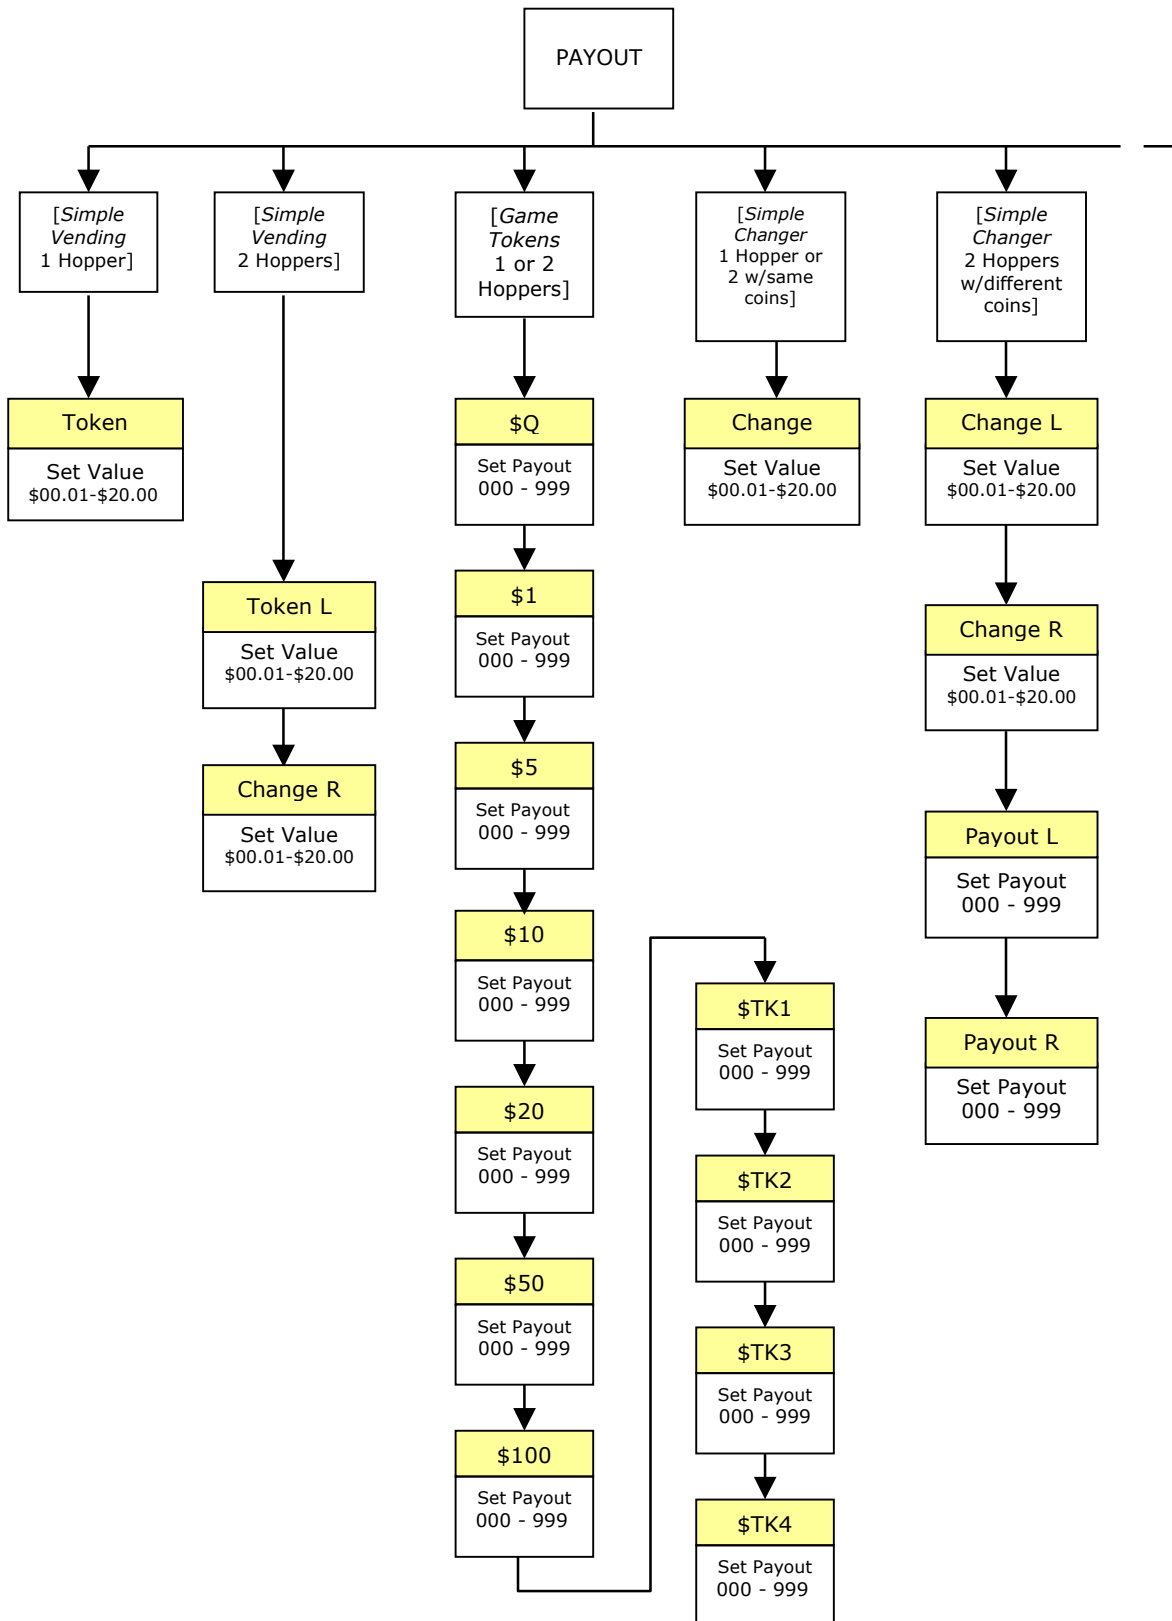 PAYOUT
[Simple
Vending
1 Hopper]
[Simple
Vending
2 Hoppers]
[Game
Tokens
1 or 2
Hoppers]
[Simple
Changer
1 Hopper or
2 w/same
coins]
[Simple
Changer
2 Hoppers
w/different
coins]
Token
Set Value
$00.01-$20.00
Token L
Set Value
$00.01-$20.00
Change R
Set Value
$00.01-$20.00
$Q
Set Payout
000 - 999
$1
Set Payout
000 - 999
$5
Set Payout
000 - 999
$10
Set Payout
000 - 999
$20
Set Payout
000 - 999
$50
Set Payout
000 - 999
$100
Set Payout
000 - 999
$TK1
Set Payout
000 - 999
$TK2
Set Payout
000 - 999
$TK3
Set Payout
000 - 999
$TK4
Set Payout
000 - 999
Change
Set Value
$00.01-$20.00
Change L
Set Value
$00.01-$20.00
Change R
Set Value
$00.01-$20.00
Payout L
Set Payout
000 - 999
Payout R
Set Payout
000 - 999